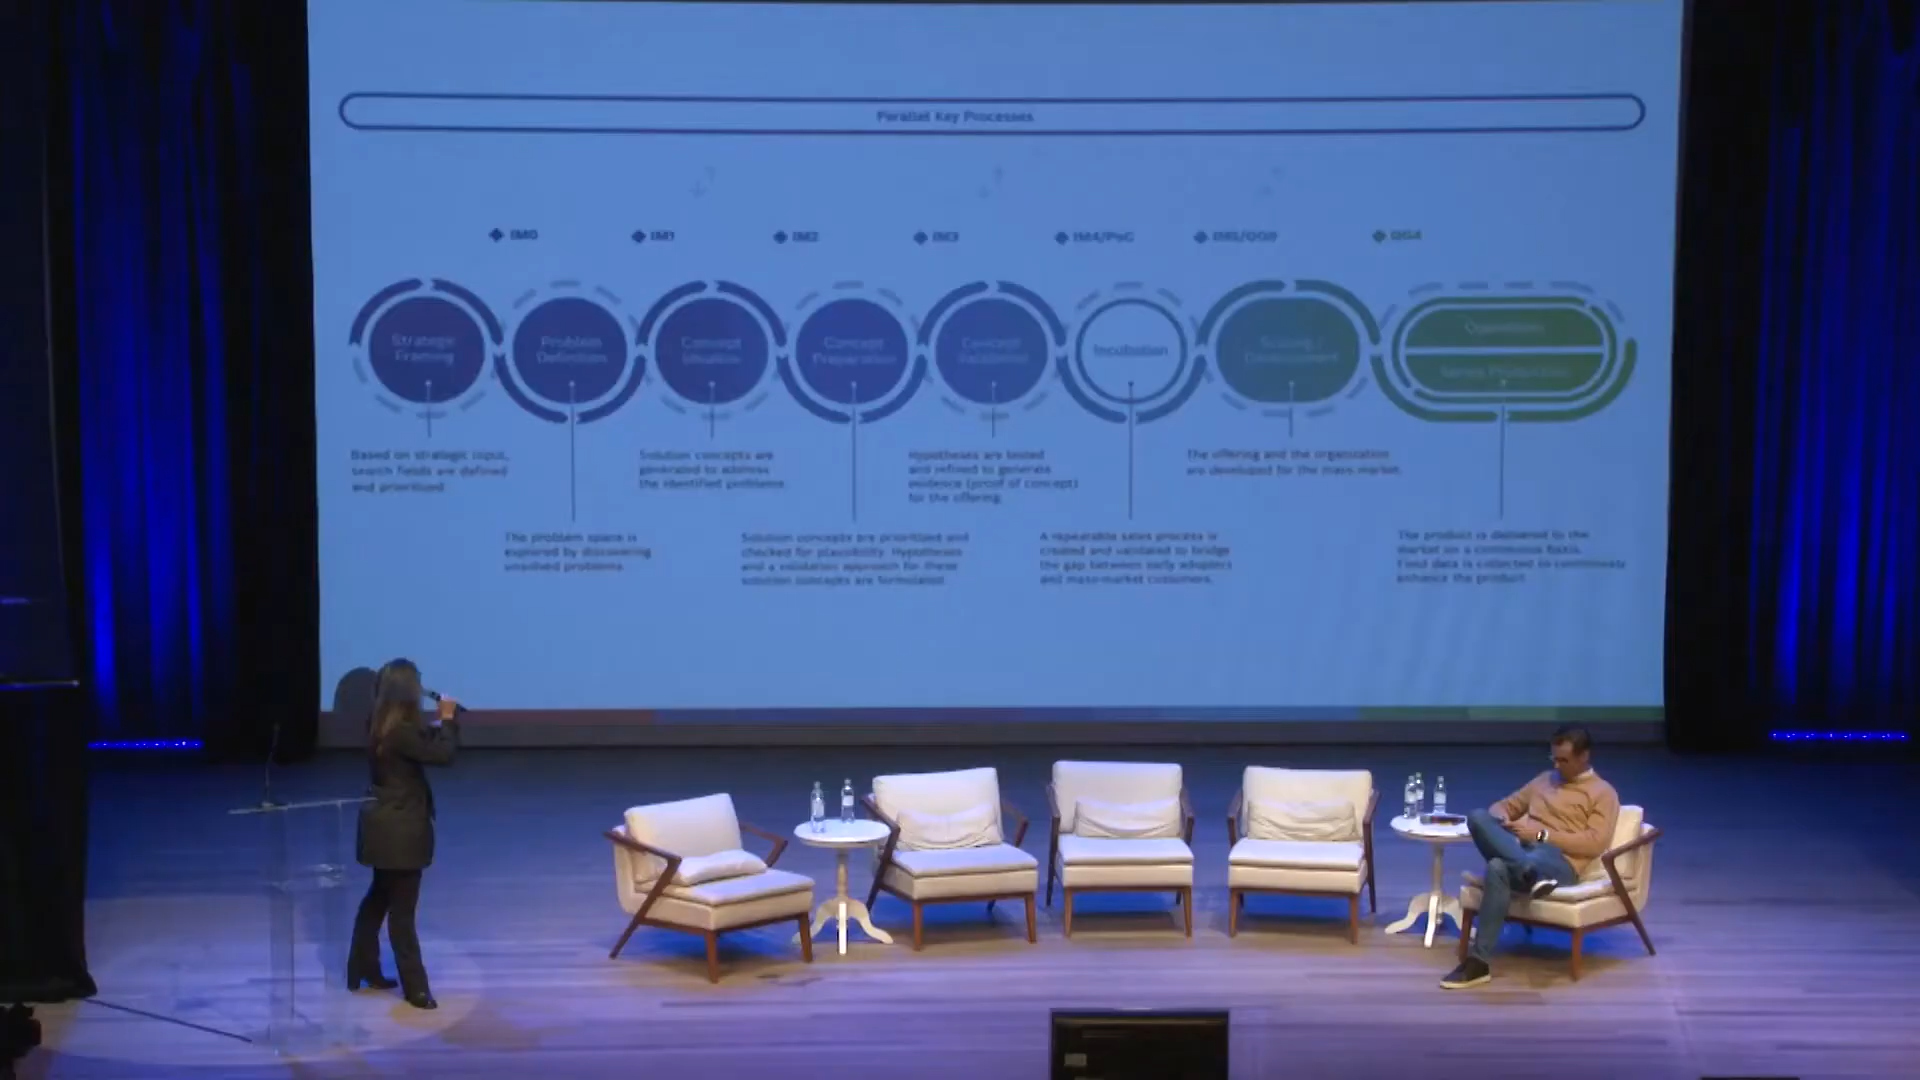 Parallel Key Processes
IM0
IM1
IM2
IM3
IM4/PoC
IM5/QG0
QG4
Strategic
Framing
Problem
Definition
Concept
Ideation
Concept
Preparation
Concept
Validation
Incubation
Scaling /
Development
Operations
Series Production
Based on strategic input,
search fields are defined
and prioritized.
The problem space is
explored by discovering
unsolved problems.
Solution concepts are
generated to address
the identified problems.
Solution concepts are prioritized and
checked for plausibility. Hypotheses
and a validation approach for these
solution concepts are formulated.
Hypotheses are tested
and refined to generate
evidence (proof of concept)
for the offering.
A repeatable sales process is
created and validated to bridge
the gap between early adopters
and mass-market customers.
The offering and the organization
are developed for the mass market.
The product is delivered to the
market on a continuous basis.
Field data is collected to continuously
enhance the product.